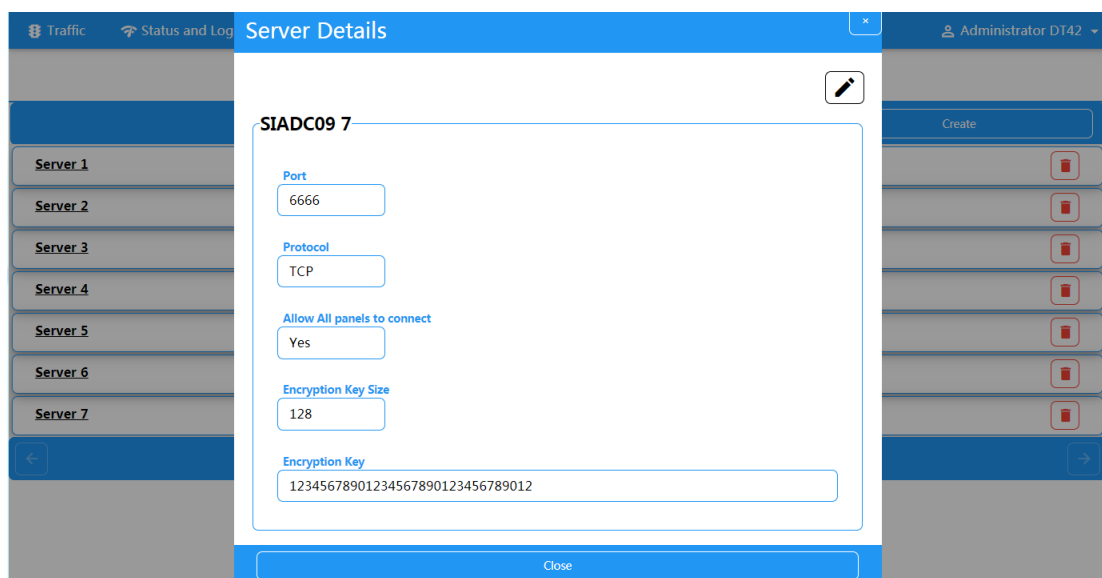 Traffic
Status and Log
Server Details
×
Administrator DT42
Create
SIADC09 7
Server 1
Port
6666
Server 2
Protocol
Server 3
TCP
Server 4
Allow All panels to connect
Yes
Server 5
Server 6
Encryption Key Size
128
Server 7
Encryption Key
12345678901234567890123456789012
Close